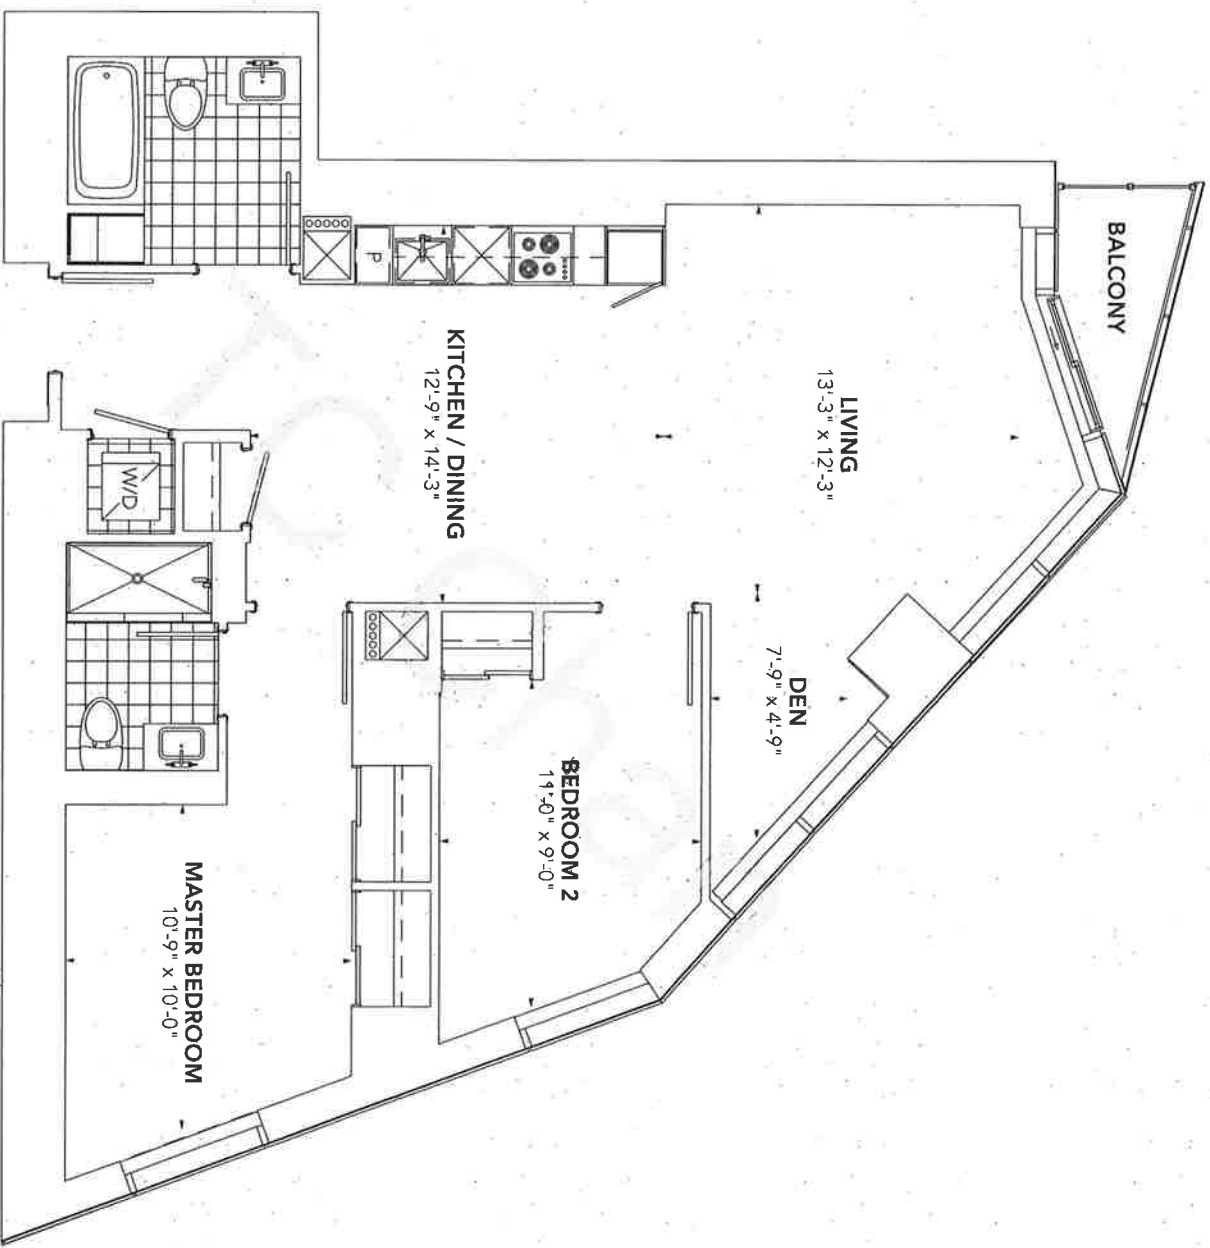 BALCONY
LIVING
13'-3" x 12'-3"
KITCHEN / DINING
12'-9" x 14'-3"
DEN
7'-9" x 4'-9"
BEDROOM 2
11'-0" x 9'-0"
MASTER BEDROOM
10'-9" x 10'-0"
W/D
P